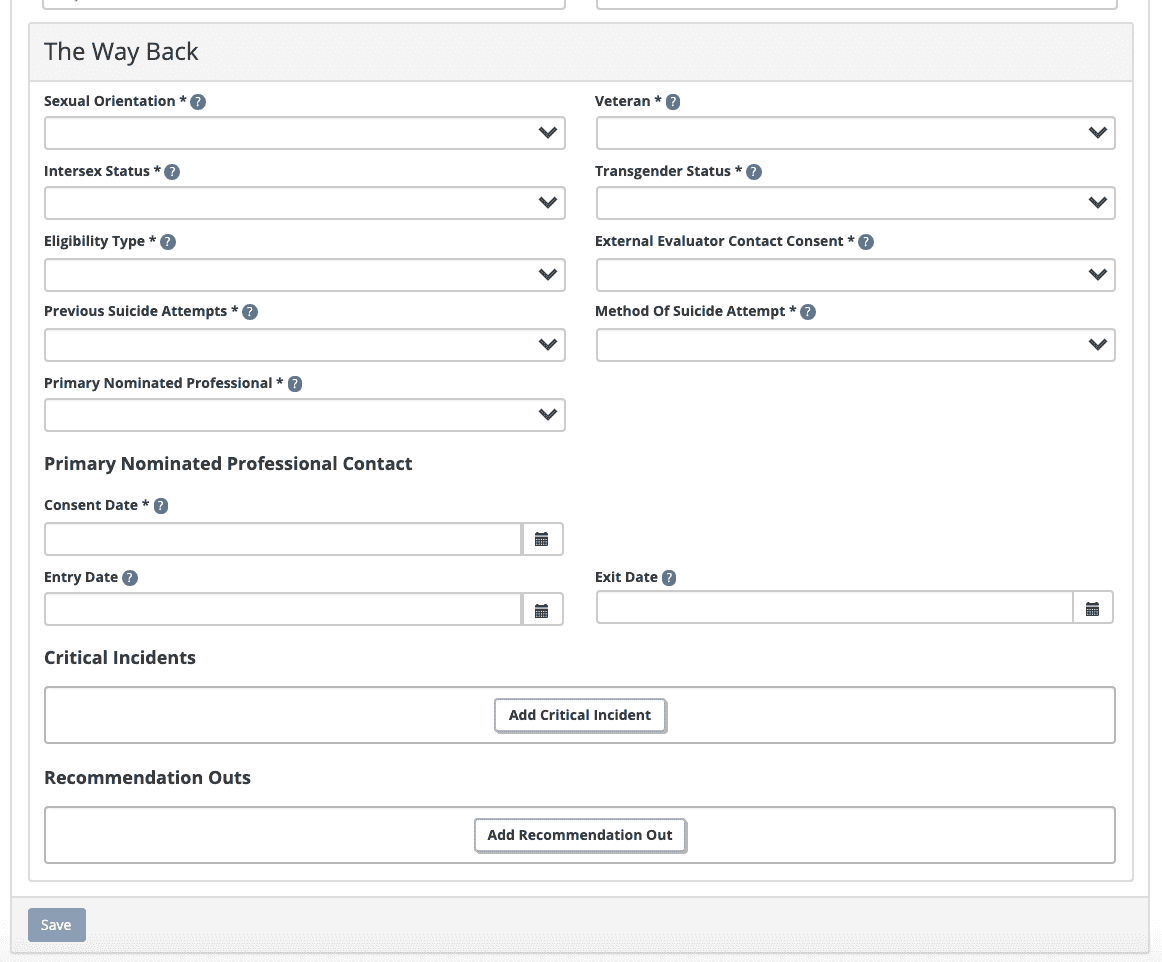 The Way Back
Sexual Orientation * ?
Veteran * ?
Intersex Status * ?
Transgender Status * ?
Eligibility Type * ?
External Evaluator Contact Consent * ?
Previous Suicide Attempts * ?
Method Of Suicide Attempt * ?
Primary Nominated Professional * ?
Primary Nominated Professional Contact
Consent Date * ?
Entry Date ?
Exit Date ?
Critical Incidents
Add Critical Incident
Recommendation Outs
Add Recommendation Out
Save